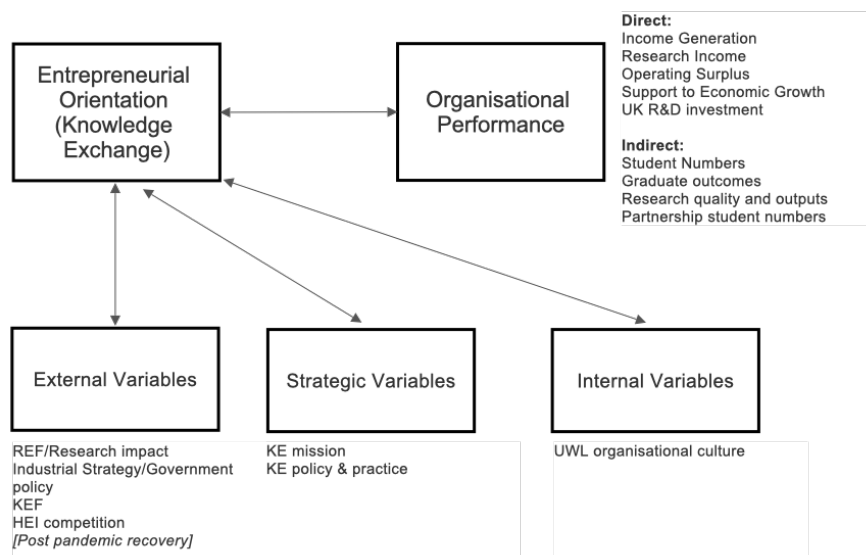 Entrepreneurial
Orientation
(Knowledge
Exchange)
Organisational
Performance
Direct:
Income Generation
Research Income
Operating Surplus
Support to Economic Growth
UK R&D investment
Indirect:
Student Numbers
Graduate outcomes
Research quality and outputs
Partnership student numbers
External Variables
Strategic Variables
Internal Variables
REF/Research impact
Industrial Strategy/Government
policy
KEF
HEI competition
[Post pandemic recovery]
KE mission
KE policy & practice
UWL organisational culture